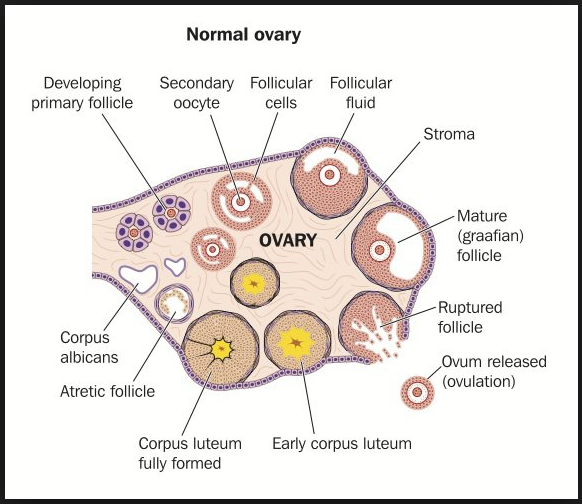 Normal ovary
Developing
primary follicle
Secondary
oocyte
Follicular
cells
Follicular
fluid
Stroma
OVARY
Mature
(graafian)
follicle
Ruptured
follicle
Corpus
albicans
Ovum released
(ovulation)
Atretic follicle
Corpus luteum
fully formed
Early corpus luteum